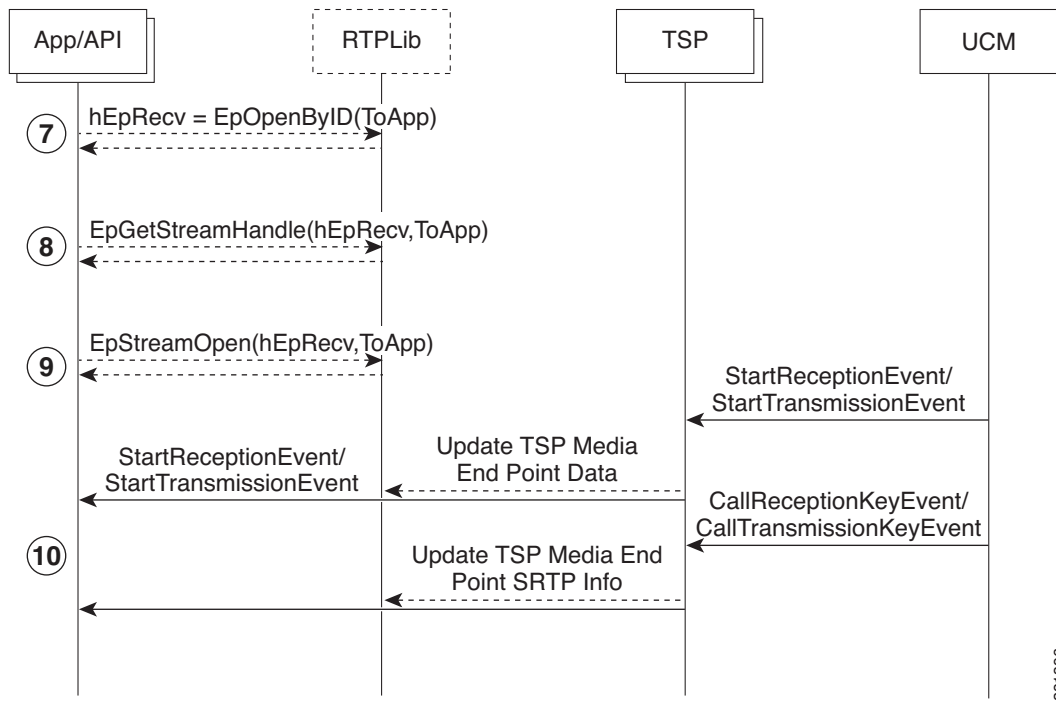 App/API
RTPLib
TSP
UCM
7
hEpRecv = EpOpenByID(ToApp)
8
EpGetStreamHandle(hEpRecv,ToApp)
9
EpStreamOpen(hEpRecv,ToApp)
StartReceptionEvent/
StartTransmissionEvent
Update TSP Media
End Point Data
StartReceptionEvent/
StartTransmissionEvent
CallReceptionKeyEvent/
CallTransmissionKeyEvent
10
Update TSP Media End
Point SRTP Info